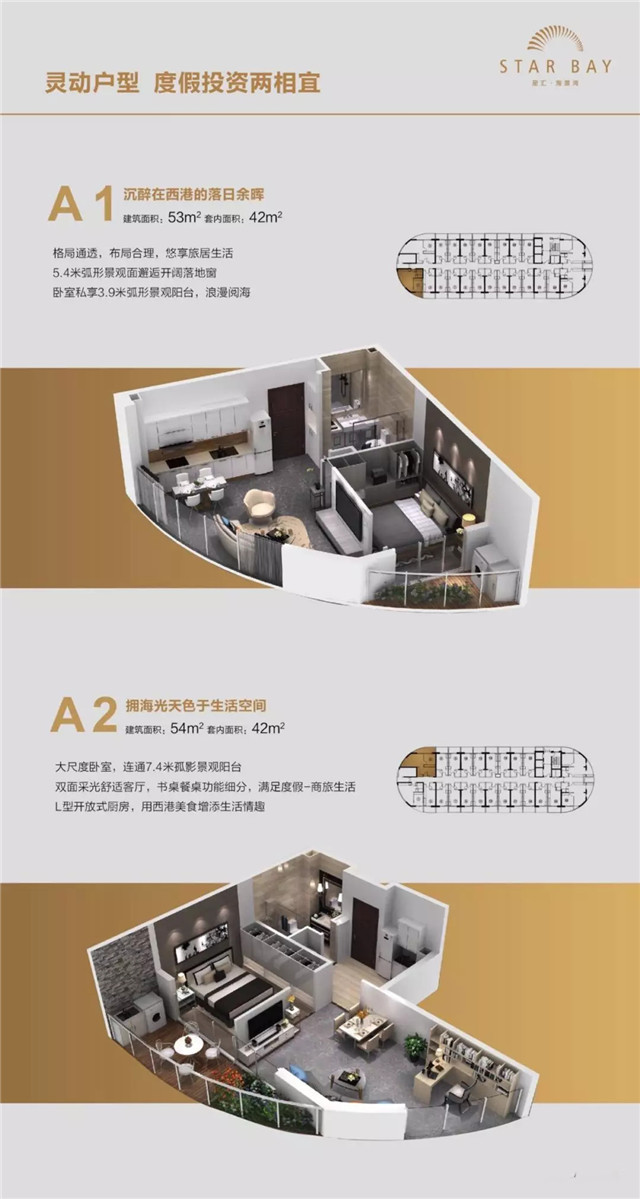 灵动户型 度假投资两相宜
STAR BAY
A1
沉醉在西港的落日余晖
建筑面积：53m² 套内面积：42m²
格局通透，布局合理，悠享旅居生活
5.4米弧形景观面邂逅开阔落地窗
卧室私享3.9米弧形景观阳台，浪漫阅海
A2
拥海光天色于生活空间
建筑面积：54m² 套内面积：42m²
大尺度卧室，连通7.4米孤影景观阳台
双面采光舒适客厅，书桌餐桌功能细分，满足度假-商旅生活
L型开放式厨房，用西港美食增添生活情趣